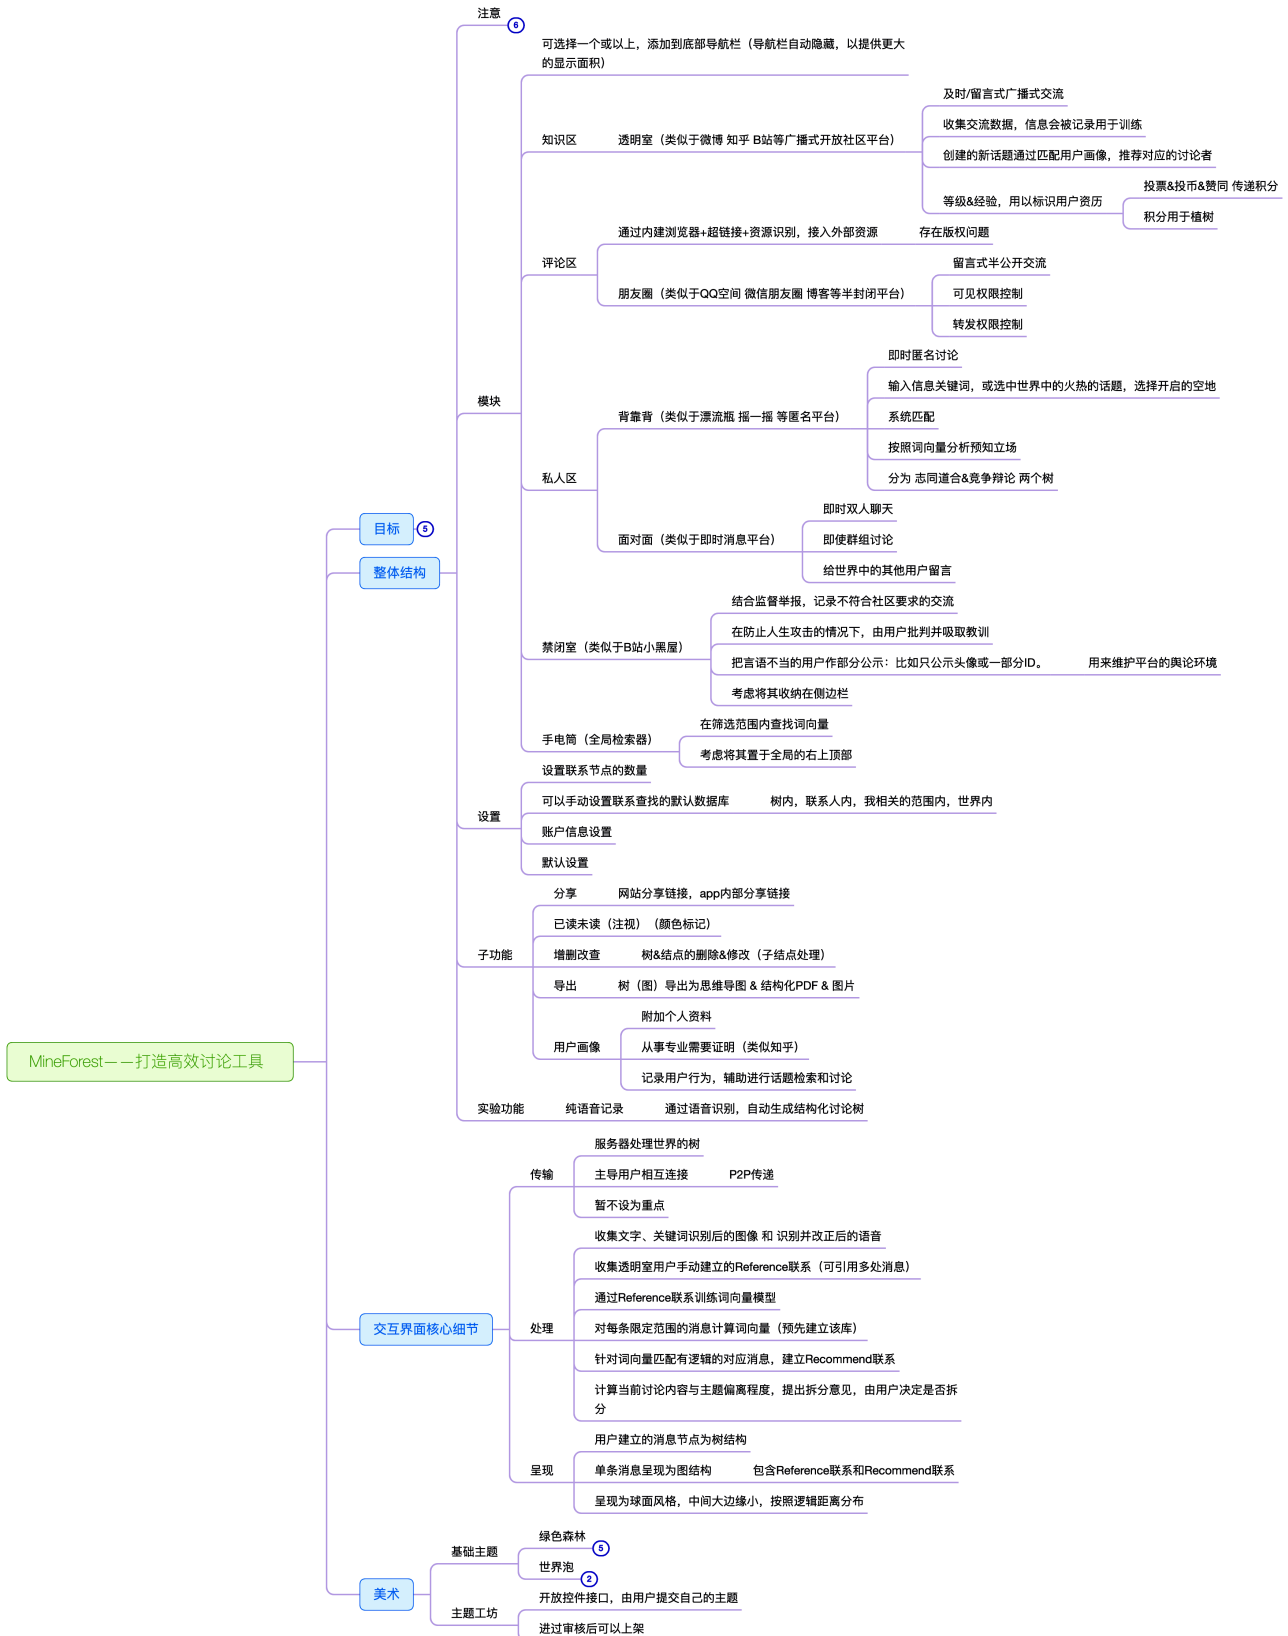 MineForest——打造高效讨论工具
目标
5
整体结构
注意
6
模块
可选择一个或以上，添加到底部导航栏（导航栏自动隐藏，以提供更大
的显示面积）
知识区
透明室（类似于微博 知乎 B站等广播式开放社区平台）
及时/留言式广播式交流
收集交流数据，信息会被记录用于训练
创建的新话题通过匹配用户画像，推荐对应的讨论者
等级&经验，用以标识用户资历
投票&投币&赞同 传递积分
积分用于植树
评论区
通过内建浏览器+超链接+资源识别，接入外部资源
存在版权问题
朋友圈（类似于QQ空间 微信朋友圈 博客等半封闭平台）
留言式半公开交流
可见权限控制
转发权限控制
私人区
背靠背（类似于漂流瓶 摇一摇 等匿名平台）
即时匿名讨论
输入信息关键词，或选中世界中的火热的话题，选择开启的空地
系统匹配
按照词向量分析预知立场
分为 志同道合&竞争辩论 两个树
面对面（类似于即时消息平台）
即时双人聊天
即使群组讨论
给世界中的其他用户留言
禁闭室（类似于B站小黑屋）
结合监督举报，记录不符合社区要求的交流
在防止人生攻击的情况下，由用户批判并吸取教训
把言语不当的用户作部分公示：比如只公示头像或一部分ID。
用来维护平台的舆论环境
考虑将其收纳在侧边栏
手电筒（全局检索器）
在筛选范围内查找词向量
考虑将其置于全局的右上顶部
设置
设置联系节点的数量
可以手动设置联系查找的默认数据库
树内，联系人内，我相关的范围内，世界内
账户信息设置
默认设置
子功能
分享
网站分享链接，app内部分享链接
已读未读（注视）（颜色标记）
增删改查
树&结点的删除&修改（子结点处理）
导出
树（图）导出为思维导图 & 结构化PDF & 图片
用户画像
附加个人资料
从事专业需要证明（类似知乎）
记录用户行为，辅助进行话题检索和讨论
实验功能
纯语音记录
通过语音识别，自动生成结构化讨论树
交互界面核心细节
传输
服务器处理世界的树
主导用户相互连接
P2P传递
暂不设为重点
处理
收集文字、关键词识别后的图像 和 识别并改正后的语音
收集透明室用户手动建立的Reference联系（可引用多处消息）
通过Reference联系训练词向量模型
对每条限定范围的消息计算词向量（预先建立该库）
针对词向量匹配有逻辑的对应消息，建立Recommend联系
计算当前讨论内容与主题偏离程度，提出拆分意见，由用户决定是否拆
分
呈现
用户建立的消息节点为树结构
单条消息呈现为图结构
包含Reference联系和Recommend联系
呈现为球面风格，中间大边缘小，按照逻辑距离分布
美术
基础主题
绿色森林
5
世界泡
2
主题工坊
开放控件接口，由用户提交自己的主题
进过审核后可以上架